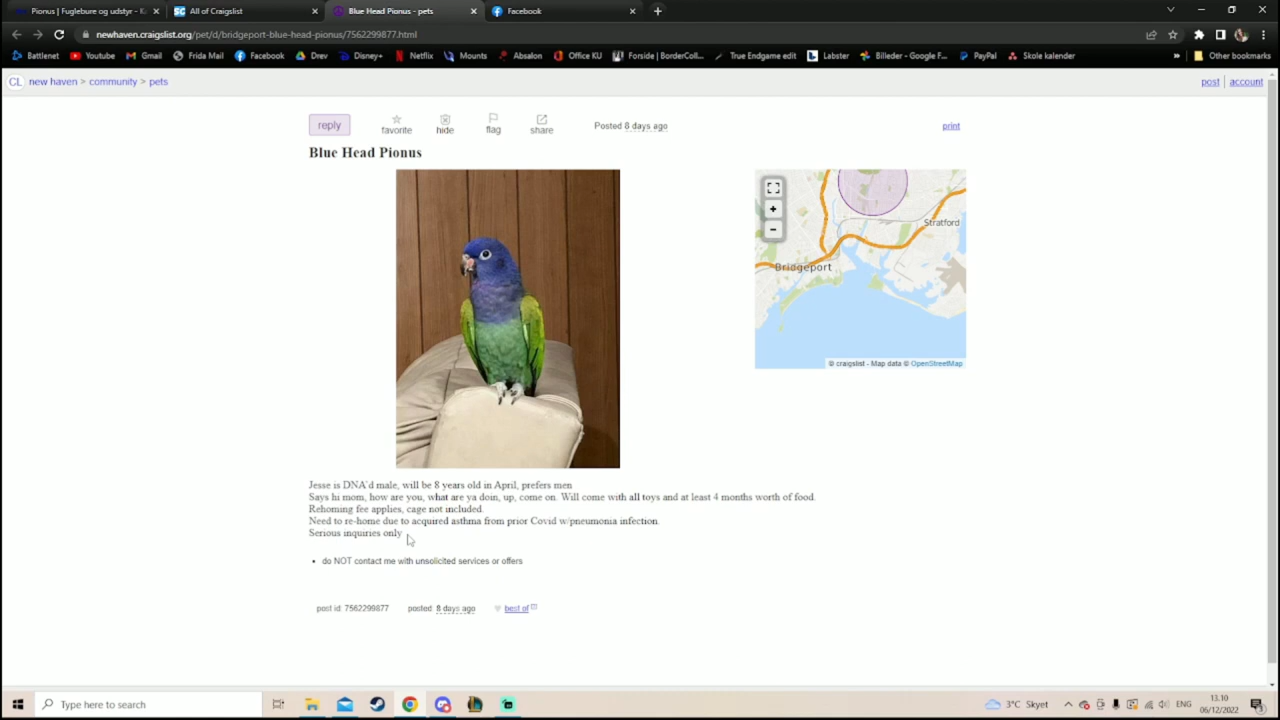 Pionus | Fuglebure og udstyr - K
All of Craigslist
Blue Head Pionus - pets
Facebook
newhaven.craigslist.org/pet/d/bridgeport-blue-head-pionus/7562299877.html
Battlenet
Youtube
Gmail
Frida Mail
Facebook
Drev
Disney+
Netflix
Mounts
Absalon
Office KU
Forside | BorderColl...
True Endgame edit
Labster
Billeder - Google F...
PayPal
Skole kalender
»
Other bookmarks
CL new haven > community > pets
post account
reply
favorite
hide
flag
share
Posted 8 days ago
print
Blue Head Pionus
Stratford
Bridgeport
© craigslist - Map data © OpenStreetMap
Jesse is DNA'd male, will be 8 years old in April, prefers men
Says hi mom, how are you, what are ya doin, up, come on. Will come with all toys and at least 4 months worth of food.
Rehoming fee applies, cage not included.
Need to re-home due to acquired asthma from prior Covid w/pneumonia infection.
Serious inquiries only
• do NOT contact me with unsolicited services or offers
post id: 7562299877
posted: 8 days ago
best of
Type here to search
3°C Skyet
ENG
13.10
06/12/2022